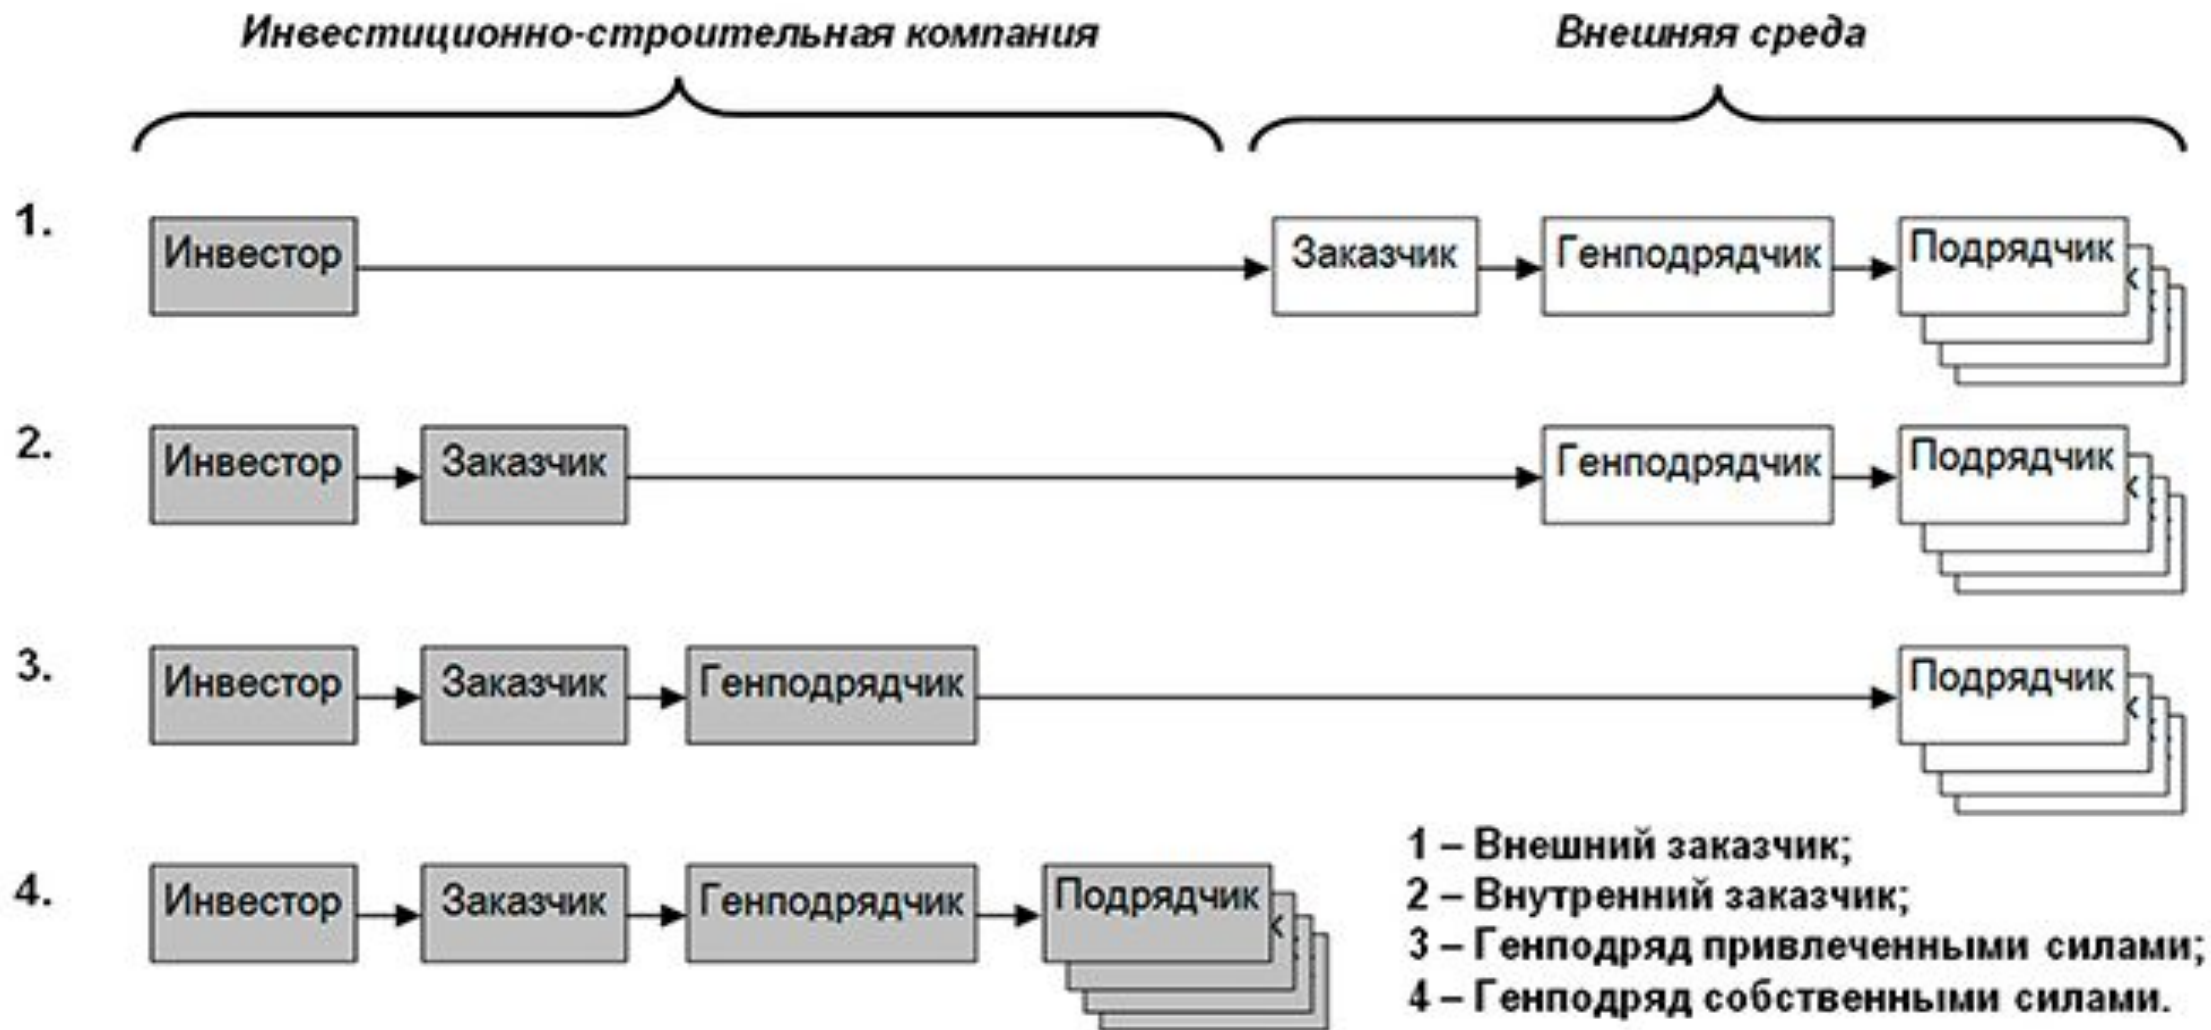 Инвестиционно-строительная компания
Внешняя среда
1.
Инвестор
Заказчик
Генподрядчик
Подрядчик
2.
Инвестор
Заказчик
Генподрядчик
Подрядчик
3.
Инвестор
Заказчик
Генподрядчик
Подрядчик
4.
Инвестор
Заказчик
Генподрядчик
Подрядчик
1 – Внешний заказчик;
2 – Внутренний заказчик;
3 – Генподряд привлеченными силами;
4 – Генподряд собственными силами.